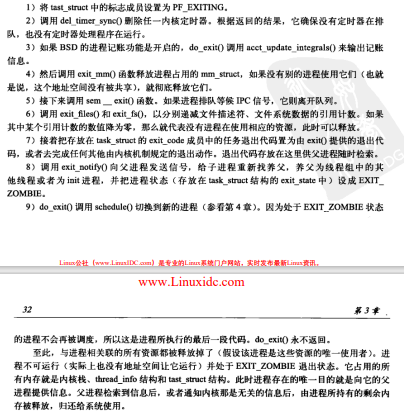 1）将 tast_struct 中的标志成员设置为 PF_EXITING。
2）调用 del_timer_sync() 删除任一内核定时器。根据返回的结果，它确保没有定时器在排
队，也没有定时器处理程序在运行。
3）如果 BSD 的进程记账功能是开启的，do_exit() 调用 acct_update_integrals() 来输出记账
信息。
4）然后调用 exit_mm() 函数释放进程占用的 mm_struct，如果没有别的进程使用它们（也就
是说，这个地址空间没有被共享），就彻底释放它们。
5）接下来调用 sem __ exit() 函数。如果进程排队等候 IPC 信号，它则离开队列。
6）调用 exit_files() 和 exit_fs()，以分别递减文件描述符、文件系统数据的引用计数。如果
其中某个引用计数的数值降为零，那么就代表没有进程在使用相应的资源，此时可以释放。
7）接着把存放在 task_struct 的 exit_code 成员中的任务退出代码置为由 exit() 提供的退出代
码，或者去完成任何其他由内核机制规定的退出动作。退出代码存放在这里供父进程随时检索。
8）调用 exit_notify() 向父进程发送信号，给子进程重新找养父，养父为线程组中的其
他线程或者为 init 进程，并把进程状态（存放在 task_struct 结构的 exit_state 中）设成 EXIT_
ZOMBIE。
9）do_exit() 调用 schedule() 切换到新的进程（参看第 4 章）。因为处于 EXIT_ZOMBIE 状态
Linux公社（www.LinuxIDC.com）是专业的Linux系统门户网站，实时发布最新Linux资讯。
www.Linuxidc.com
32 第 3 章
的进程不会再被调度，所以这是进程所执行的最后一段代码。do_exit() 永不返回。
至此，与进程相关联的所有资源都被释放掉了（假设该进程是这些资源的唯一使用者）。进
程不可运行（实际上也没有地址空间让它运行）并处于 EXIT_ZOMBIE 退出状态。它占用的所
有内存就是内核栈、thread_info 结构和 tast_struct 结构。此时进程存在的唯一目的就是向它的父
进程提供信息。父进程检索到信息后，或者通知内核那是无关的信息后，由进程所持有的剩余内
存被释放，归还给系统使用。